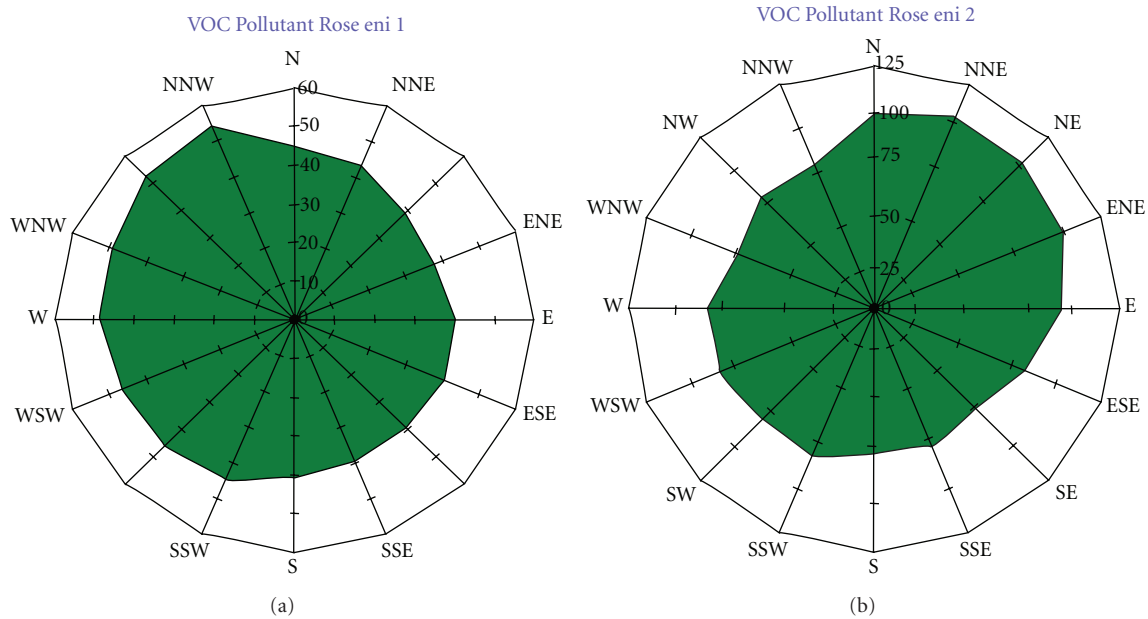 VOC Pollutant Rose eni 1
N
NNW
NNE
60
50
40
30
20
10
0
WNW
ENE
W
E
WSW
ESE
SSW
SSE
S
(a)
VOC Pollutant Rose eni 2
N
125
NNW
NNE
100
NW
NE
75
WNW
ENE
50
25
0
W
E
WSW
ESE
SW
SE
SSW
SSE
S
(b)